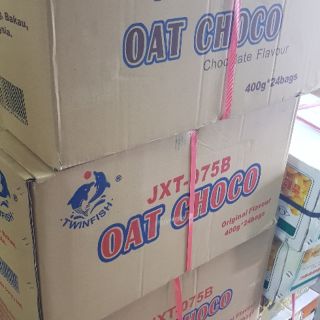 OAT CHOCO
Chocolate Flavour
400g*24bags
TWINFISH
JXT-075B
OAT CHOCO
Original Flavour
400g*24bags
JXT-075B
OAT CHOCO